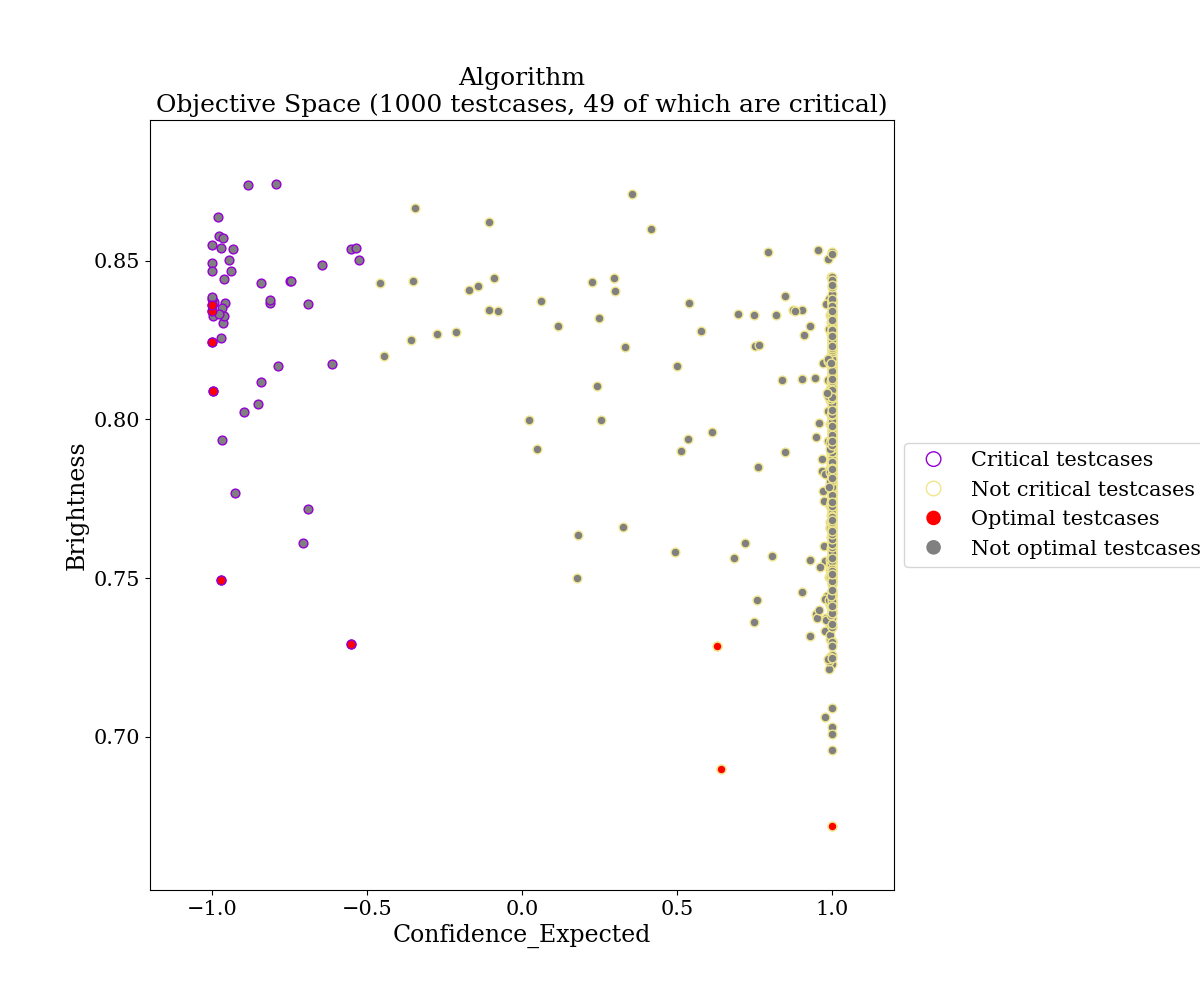 Algorithm
Objective Space (1000 testcases, 49 of which are critical)
0.85
0.80
0.75
0.70
Brightness
−1.0
−0.5
0.0
0.5
1.0
Confidence_Expected
Critical testcases
Not critical testcases
Optimal testcases
Not optimal testcases